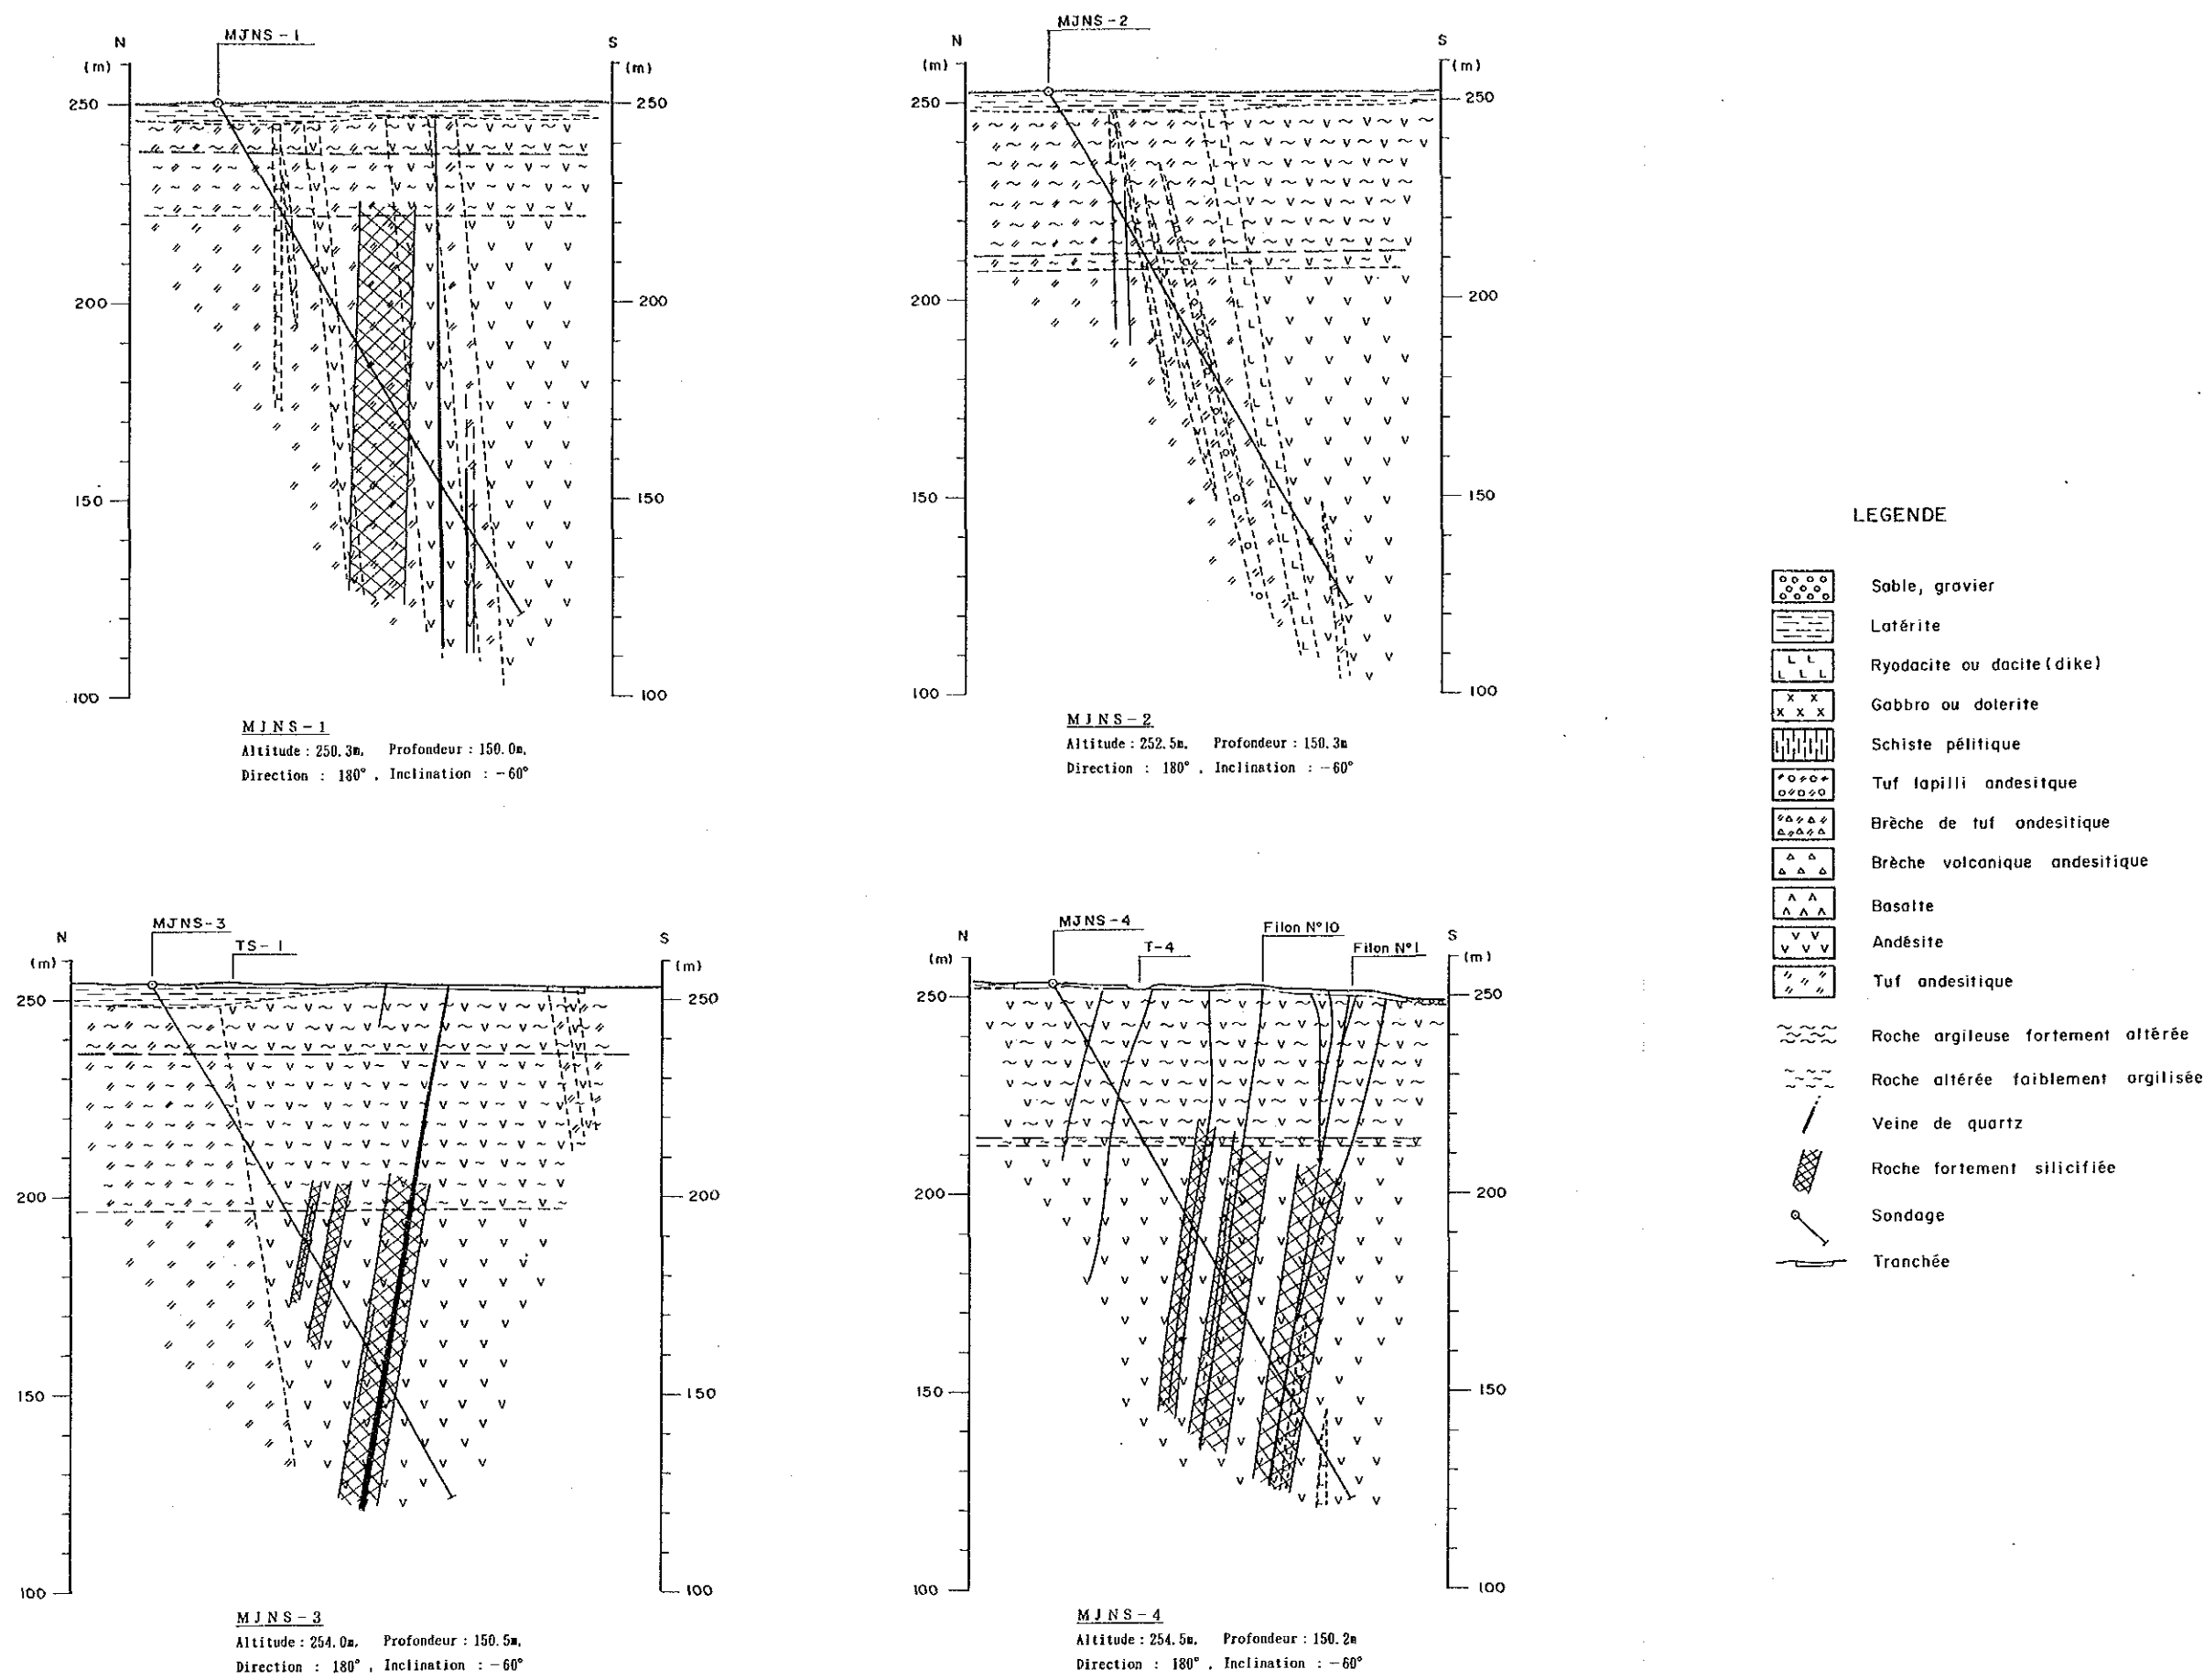 MJNS-1
N
S
(m)
(m)
250
250
200
200
150
150
100
100
MJNS-1
Altitude : 250.3m, Profondeur : 150.0m,
Direction : 180° , Inclination : -60°
MJNS-2
N
S
(m)
(m)
250
250
200
200
150
150
100
100
MJNS-2
Altitude : 252.5m, Profondeur : 150.3m
Direction : 180° , Inclination : -60°
MJNS-3
TS-1
N
S
(m)
(m)
250
250
200
200
150
150
100
100
MJNS-3
Altitude : 254.0m, Profondeur : 150.5m,
Direction : 180° , Inclination : -60°
MJNS-4
T-4
Filon N°10
Filon N°1
N
S
(m)
(m)
250
250
200
200
150
150
100
100
MJNS-4
Altitude : 254.5m, Profondeur : 150.2m
Direction : 180° , Inclination : -60°
LEGENDE
Sable, gravier
Latérite
Ryodacite ou dacite (dike)
Gabbro ou dolerite
Schiste pélitique
Tuf lapilli andesitque
Brèche de tuf andesitique
Brèche volcanique andesitique
Basalte
Andésite
Tuf andesitique
Roche argileuse fortement altérée
Roche altérée faiblement argilisée
Veine de quartz
Roche fortement silicifiée
Sondage
Tranchée